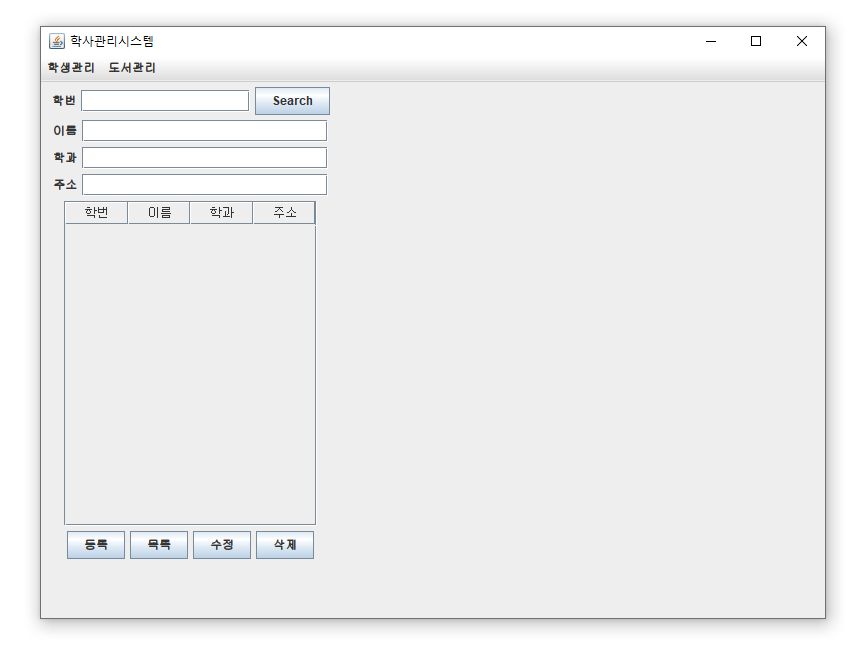 학사관리시스템
학생관리 도서관리
학번 Search
이름
학과
주소
학번 이름 학과 주소
등록 목록 수정 삭제